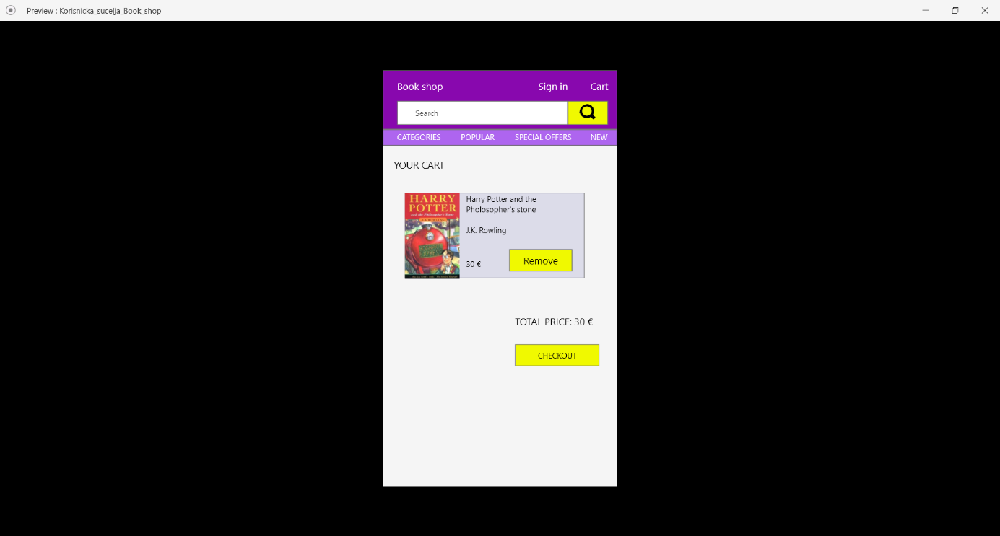 Preview : Korisnicka_sucelja_Book_shop
Book shop
Sign in
Cart
Search
CATEGORIES
POPULAR
SPECIAL OFFERS
NEW
YOUR CART
HARRY
POTTER
and the Philosopher's Stone
J.K.ROWLING
Harry Potter and the
Pholosopher's stone
J.K. Rowling
30 €
Remove
TOTAL PRICE: 30 €
CHECKOUT